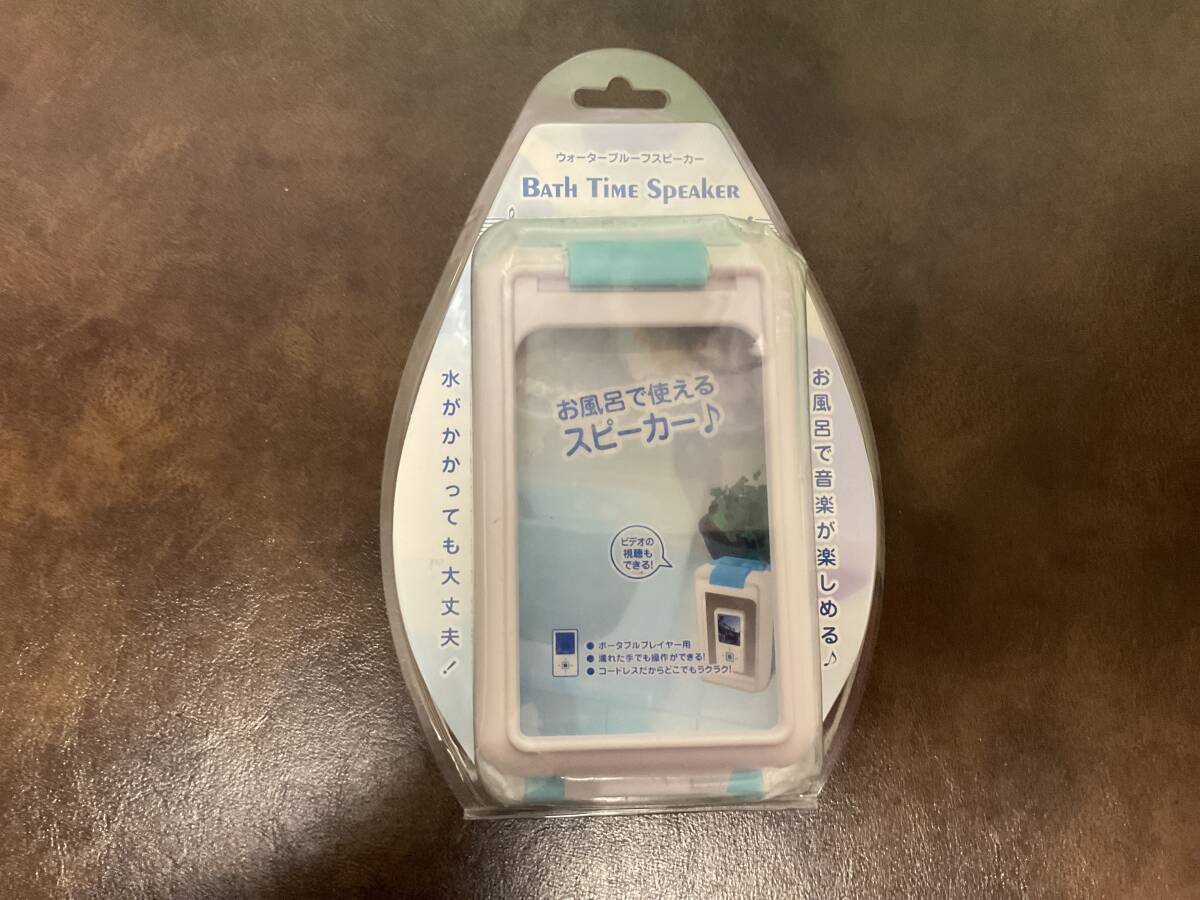 ウォータープルーフスピーカー
BATH TIME SPEAKER
水がかかっても大丈夫!
お風呂で音楽が楽しめる♪
お風呂で使える
スピーカー♪
ビデオの
視聴も
できる!
● ポータブルプレイヤー用
● 濡れた手でも操作ができる!
● コードレスだからどこでもラクラク!